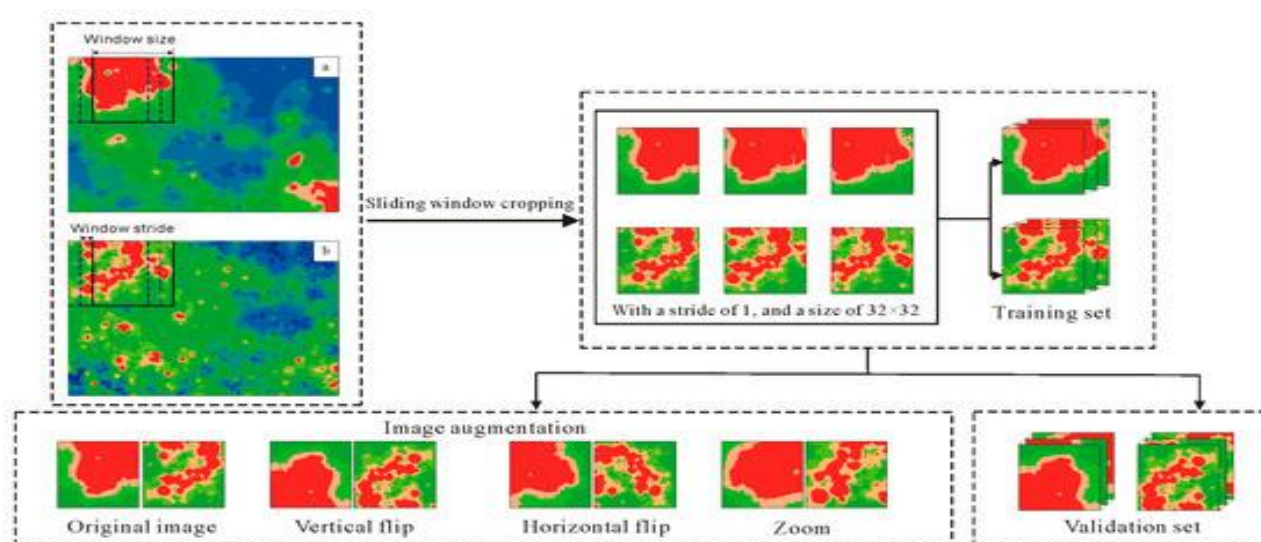 Window size
a
Window stride
b
Sliding window cropping
With a stride of 1, and a size of 32×32
Training set
Image augmentation
Original image
Vertical flip
Horizontal flip
Zoom
Validation set